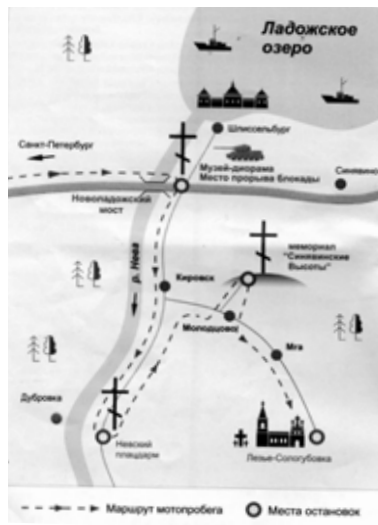 Ладожское
озеро
Шлиссельбург
Санкт-Петербург
Музей-диорама
Место прорыва блокады
Синявино
Новоладожский
мост
р. Нева
мемориал
"Синявинские
Высоты"
Кировск
Молодцово
Мга
Дубровка
Невский
плацдарм
Лезье-Сологубовка
Маршрут мотопробега
Места остановок